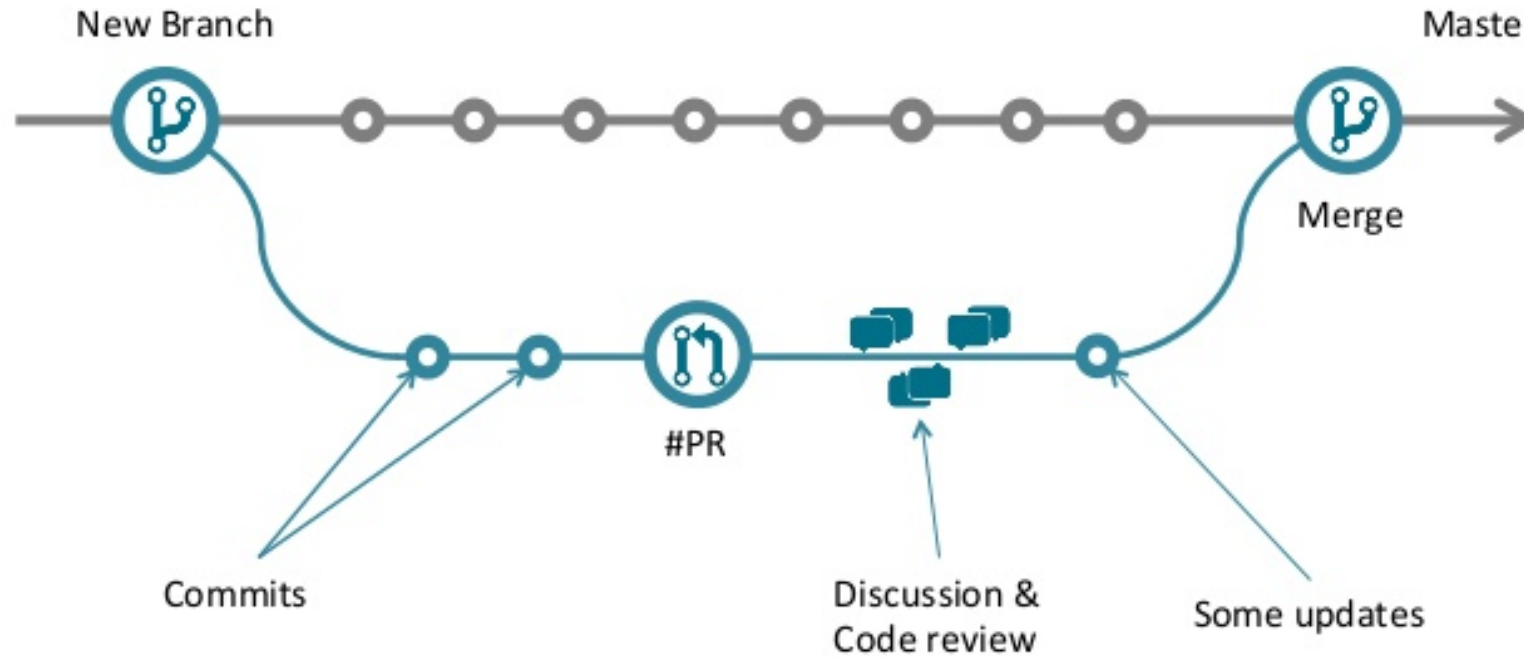 New Branch
Maste
Merge
#PR
Commits
Discussion &
Code review
Some updates